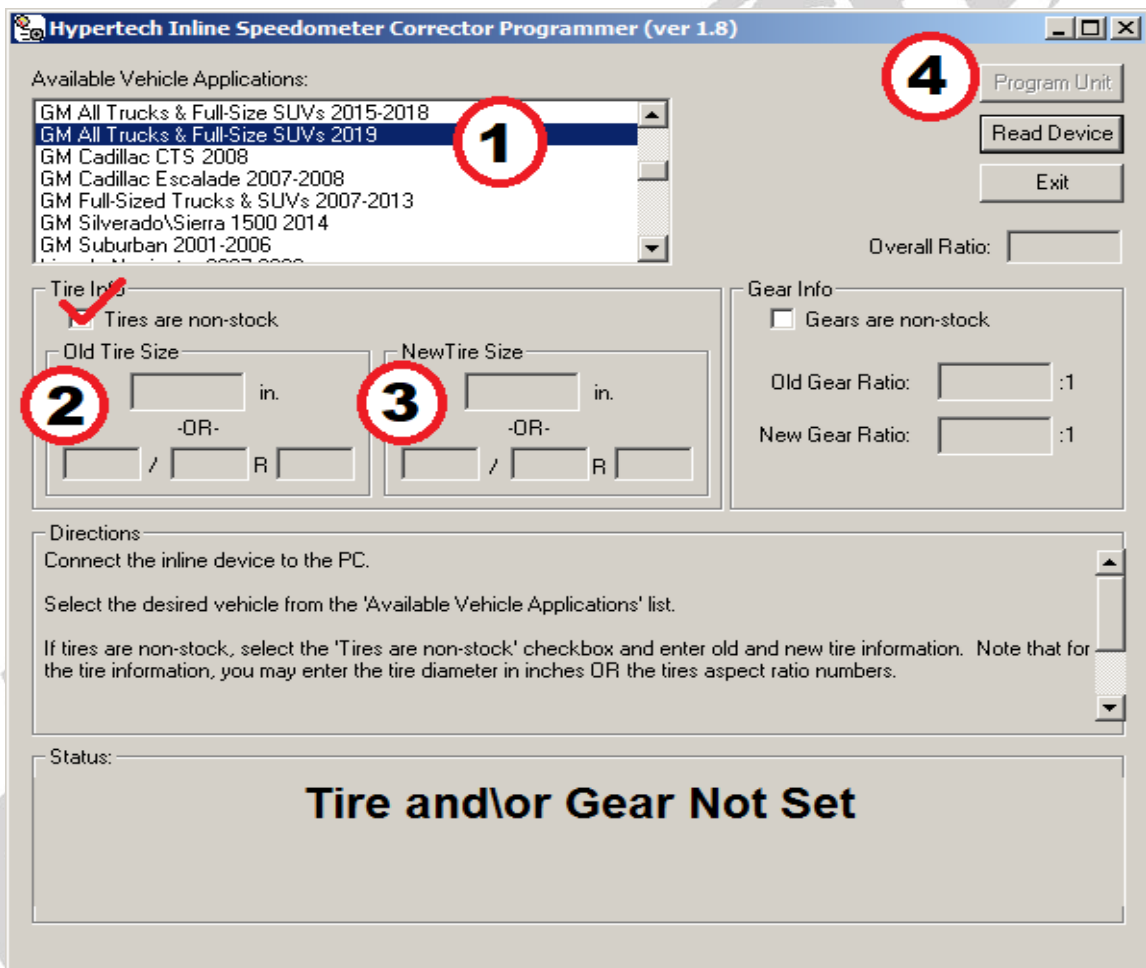 Hypertech Inline Speedometer Corrector Programmer (ver 1.8)
Available Vehicle Applications:
4
Program Unit
GM All Trucks & Full-Size SUVs 2015-2018
GM All Trucks & Full-Size SUVs 2019
1
GM Cadillac CTS 2008
GM Cadillac Escalade 2007-2008
GM Full-Sized Trucks & SUVs 2007-2013
GM Silverado\Sierra 1500 2014
GM Suburban 2001-2006
Read Device
Exit
Overall Ratio:
Tire Info
Tires are non-stock
Old Tire Size
2
in.
-OR-
/ R
NewTire Size
3
in.
-OR-
/ R
Gear Info
Gears are non-stock
Old Gear Ratio: :1
New Gear Ratio: :1
Directions
Connect the inline device to the PC.
Select the desired vehicle from the 'Available Vehicle Applications' list.
If tires are non-stock, select the 'Tires are non-stock' checkbox and enter old and new tire information.  Note that for
the tire information, you may enter the tire diameter in inches OR the tires aspect ratio numbers.
Status:
Tire and\or Gear Not Set